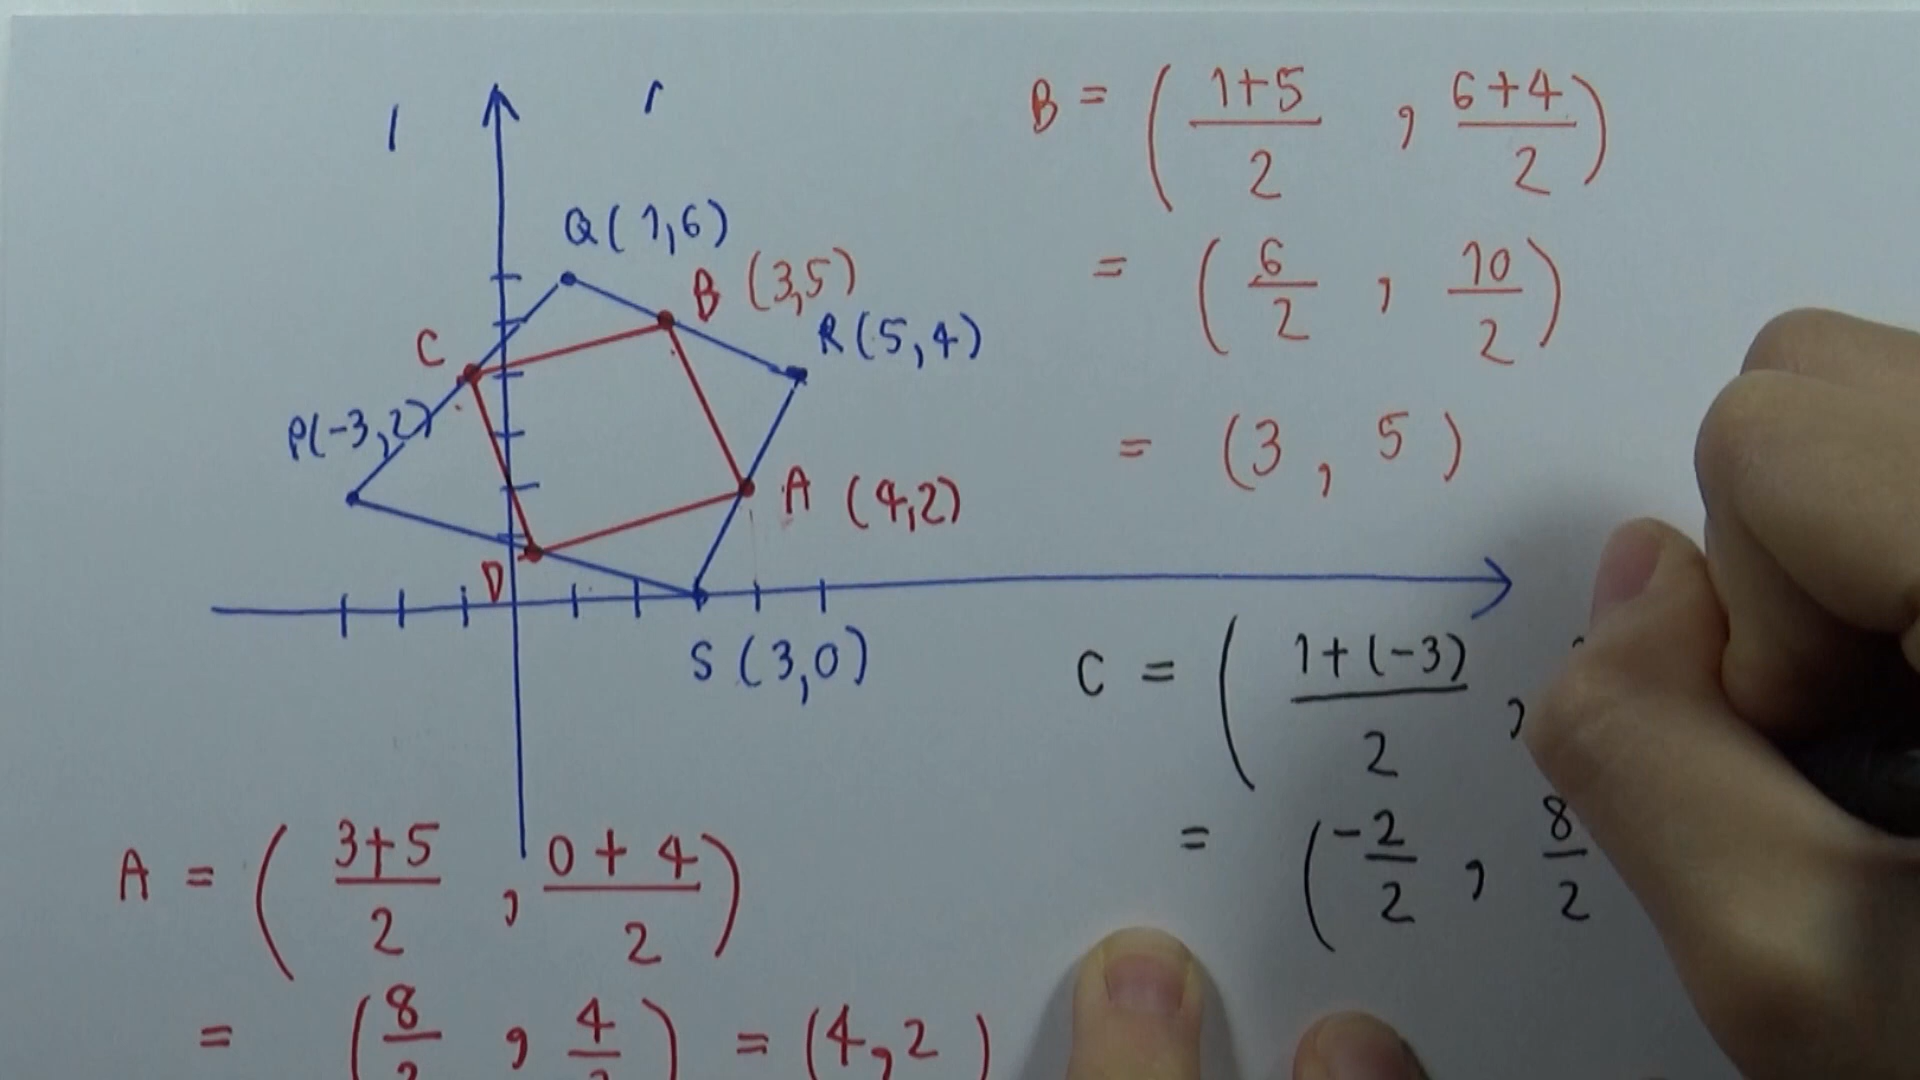 Q(1,6)
B (3,5)
R(5,4)
C
P(-3,2)
A (4,2)
D
S(3,0)
B = ( 1+5 / 2 , 6+4 / 2 )
= ( 6 / 2 , 10 / 2 )
= (3 , 5)
C = ( 1+(-3) / 2 ,
= ( -2 / 2 , 8 / 2
A = ( 3+5 / 2 , 0+4 / 2 )
= ( 8 / 2 , 4 / 2 ) = (4,2)